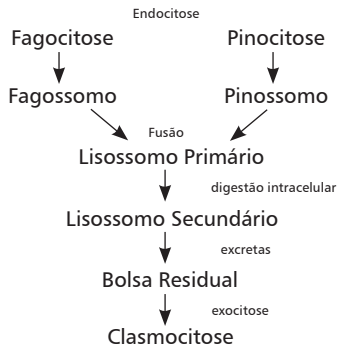 Endocitose
Fagocitose Pinocitose
Fagossomo Pinossomo
Fusão
Lisossomo Primário
digestão intracelular
Lisossomo Secundário
excretas
Bolsa Residual
exocitose
Clasmocitose